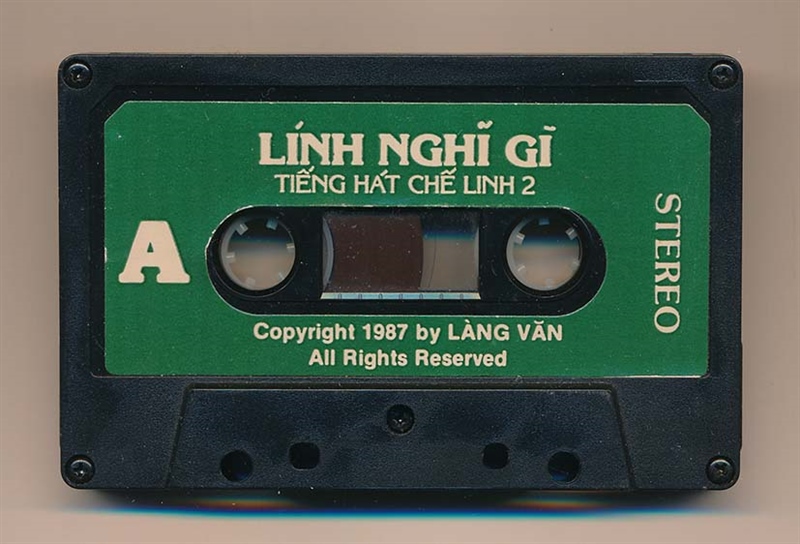 LÍNH NGHĨ GÌ
TIẾNG HÁT CHẾ LINH 2
A
STEREO
Copyright 1987 by LÀNG VĂN
All Rights Reserved